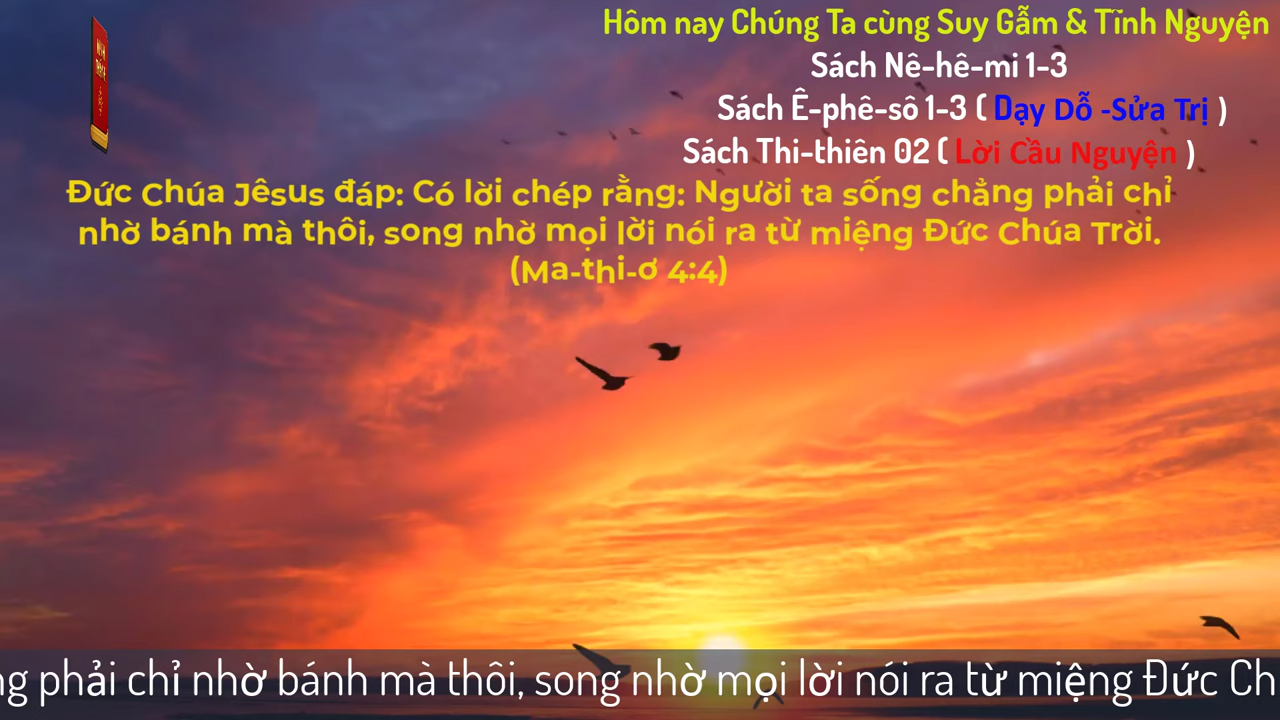 Hôm nay Chúng Ta cùng Suy Gẫm & Tĩnh Nguyện
Sách Nê-hê-mi 1-3
Sách Ê-phê-sô 1-3 ( Dạy Dỗ -Sửa Trị )
Sách Thi-thiên 02 ( Lời Cầu Nguyện )
Đức Chúa Jêsus đáp: Có lời chép rằng: Người ta sống chẳng phải chỉ
nhờ bánh mà thôi, song nhờ mọi lời nói ra từ miệng Đức Chúa Trời.
(Ma-thi-ơ 4:4)
ng phải chỉ nhờ bánh mà thôi, song nhờ mọi lời nói ra từ miệng Đức Ch